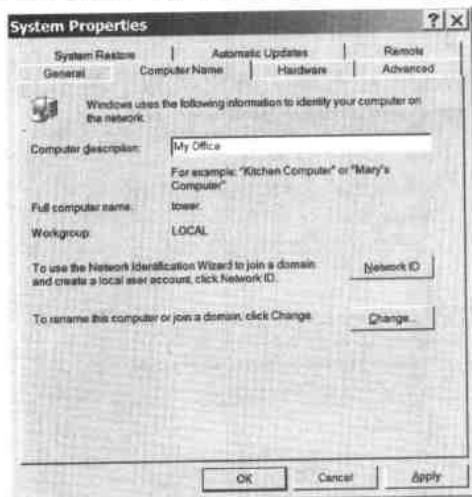 System Properties ? X
System Restore Automatic Updates Remote
General Computer Name Hardware Advanced
Windows uses the following information to identify your computer on
the network.
Computer description: My Office
For example: "Kitchen Computer" or "Mary's
Computer".
Full computer name: tower.
Workgroup: LOCAL
To use the Network Identification Wizard to join a domain
and create a local user account, click Network ID.
Network ID
To rename this computer or join a domain, click Change.
Change...
OK Cancel Apply